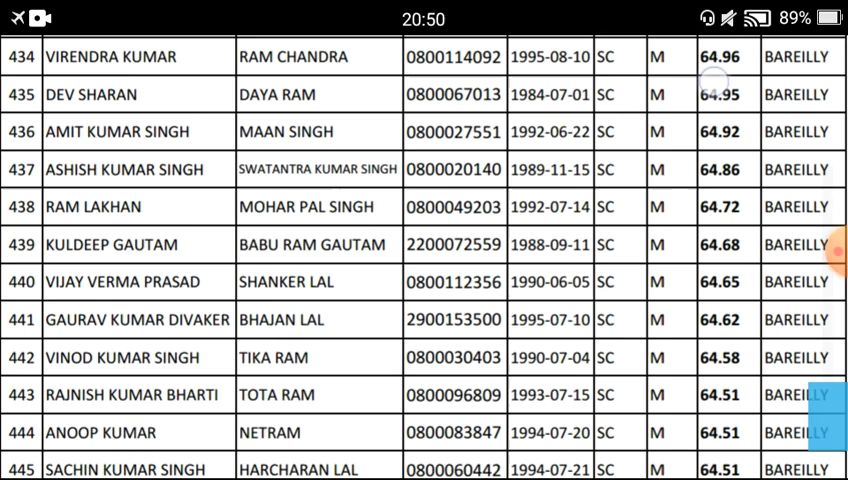 20:50 89%
434 VIRENDRA KUMAR RAM CHANDRA 0800114092 1995-08-10 SC M 64.96 BAREILLY
435 DEV SHARAN DAYA RAM 0800067013 1984-07-01 SC M 64.95 BAREILLY
436 AMIT KUMAR SINGH MAAN SINGH 0800027551 1992-06-22 SC M 64.92 BAREILLY
437 ASHISH KUMAR SINGH SWATANTRA KUMAR SINGH 0800020140 1989-11-15 SC M 64.86 BAREILLY
438 RAM LAKHAN MOHAR PAL SINGH 0800049203 1992-07-14 SC M 64.72 BAREILLY
439 KULDEEP GAUTAM BABU RAM GAUTAM 2200072559 1988-09-11 SC M 64.68 BAREILLY
440 VIJAY VERMA PRASAD SHANKER LAL 0800112356 1990-06-05 SC M 64.65 BAREILLY
441 GAURAV KUMAR DIVAKER BHAJAN LAL 2900153500 1995-07-10 SC M 64.62 BAREILLY
442 VINOD KUMAR SINGH TIKA RAM 0800030403 1990-07-04 SC M 64.58 BAREILLY
443 RAJNISH KUMAR BHARTI TOTA RAM 0800096809 1993-07-15 SC M 64.51 BAREILLY
444 ANOOP KUMAR NETRAM 0800083847 1994-07-20 SC M 64.51 BAREILLY
445 SACHIN KUMAR SINGH HARCHARAN LAL 0800060442 1994-07-21 SC M 64.51 BAREILLY